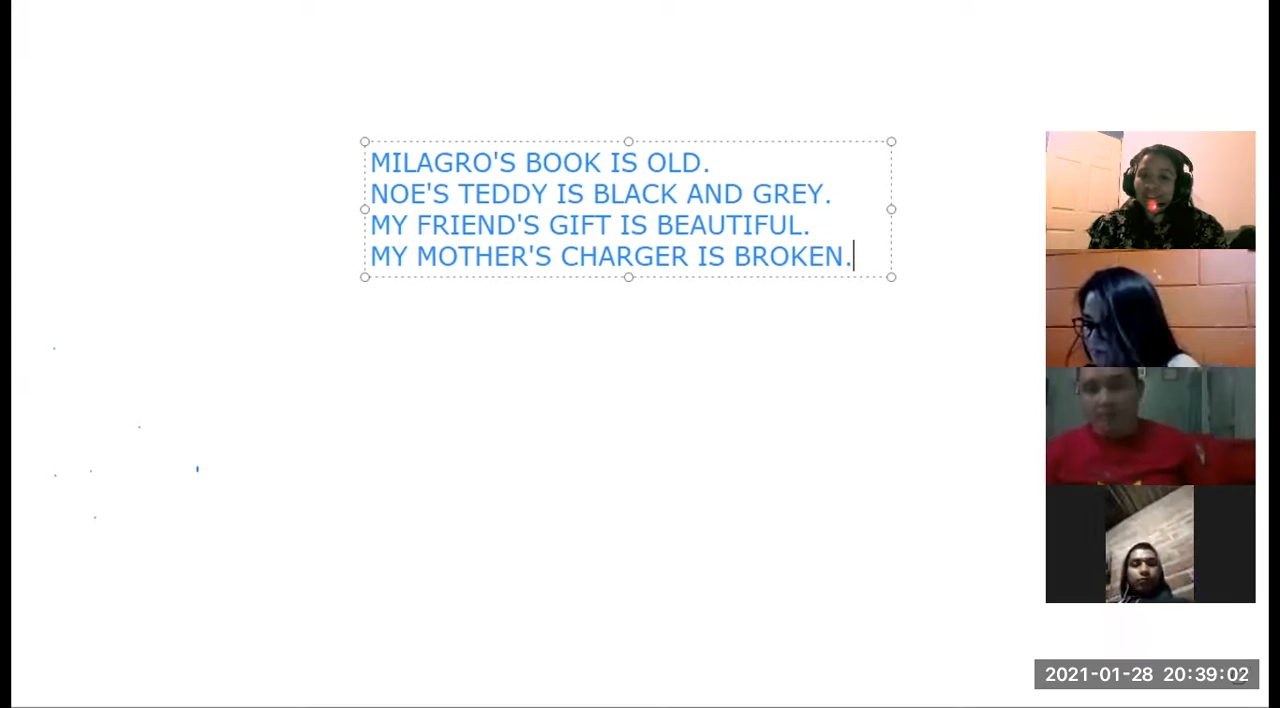 MILAGRO'S BOOK IS OLD.
NOE'S TEDDY IS BLACK AND GREY.
MY FRIEND'S GIFT IS BEAUTIFUL.
MY MOTHER'S CHARGER IS BROKEN.
2021-01-28 20:39:02